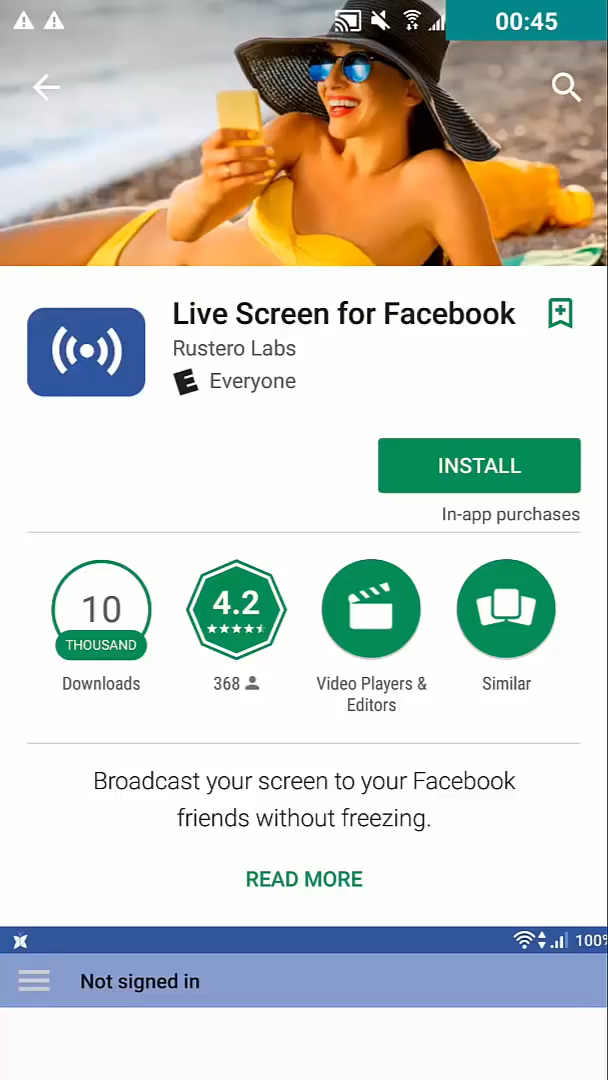 00:45
Live Screen for Facebook
Rustero Labs
E Everyone
INSTALL
In-app purchases
10
THOUSAND
Downloads
4.2
368
Video Players &
Editors
Similar
Broadcast your screen to your Facebook
friends without freezing.
READ MORE
100%
Not signed in